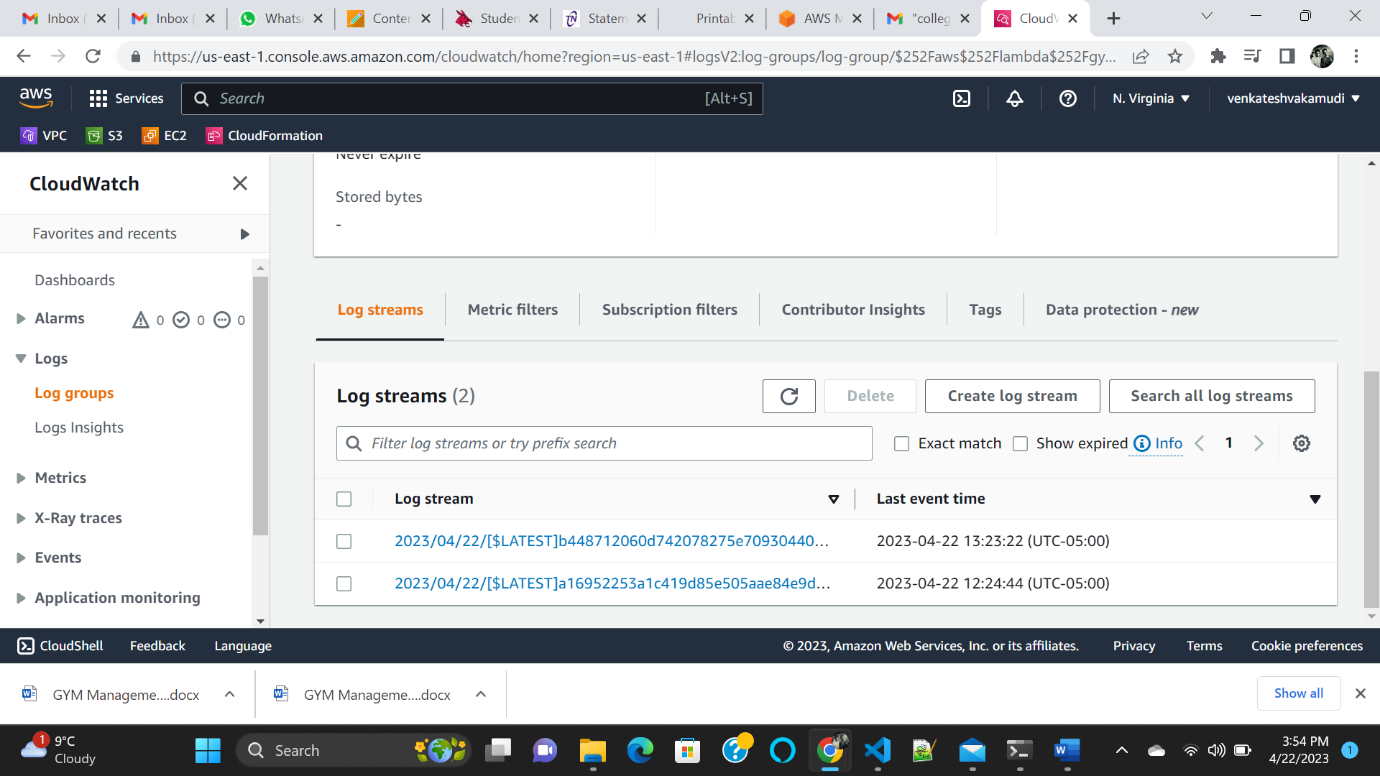 Inbox (
Inbox (
Whats
Conter
Studen
Statem
Printab
AWS M
"colleg
CloudV
https://us-east-1.console.aws.amazon.com/cloudwatch/home?region=us-east-1#logsV2:log-groups/log-group/$252Faws$252Flambda$252Fgy...
aws
Services
Search
[Alt+S]
N. Virginia
venkateshvakamudi
VPC
S3
EC2
CloudFormation
CloudWatch
Favorites and recents
Dashboards
Alarms 0 0 0
Logs
Log groups
Logs Insights
Metrics
X-Ray traces
Events
Application monitoring
Never expire
Stored bytes
-
Log streams
Metric filters
Subscription filters
Contributor Insights
Tags
Data protection - new
Log streams (2)
Delete
Create log stream
Search all log streams
Filter log streams or try prefix search
Exact match
Show expired
Info
1
Log stream
Last event time
2023/04/22/[$LATEST]b448712060d742078275e70930440...
2023-04-22 13:23:22 (UTC-05:00)
2023/04/22/[$LATEST]a16952253a1c419d85e505aae84e9d...
2023-04-22 12:24:44 (UTC-05:00)
CloudShell
Feedback
Language
© 2023, Amazon Web Services, Inc. or its affiliates.
Privacy
Terms
Cookie preferences
GYM Manageme....docx
GYM Manageme....docx
Show all
1
9°C
Cloudy
Search
3:54 PM
4/22/2023
1